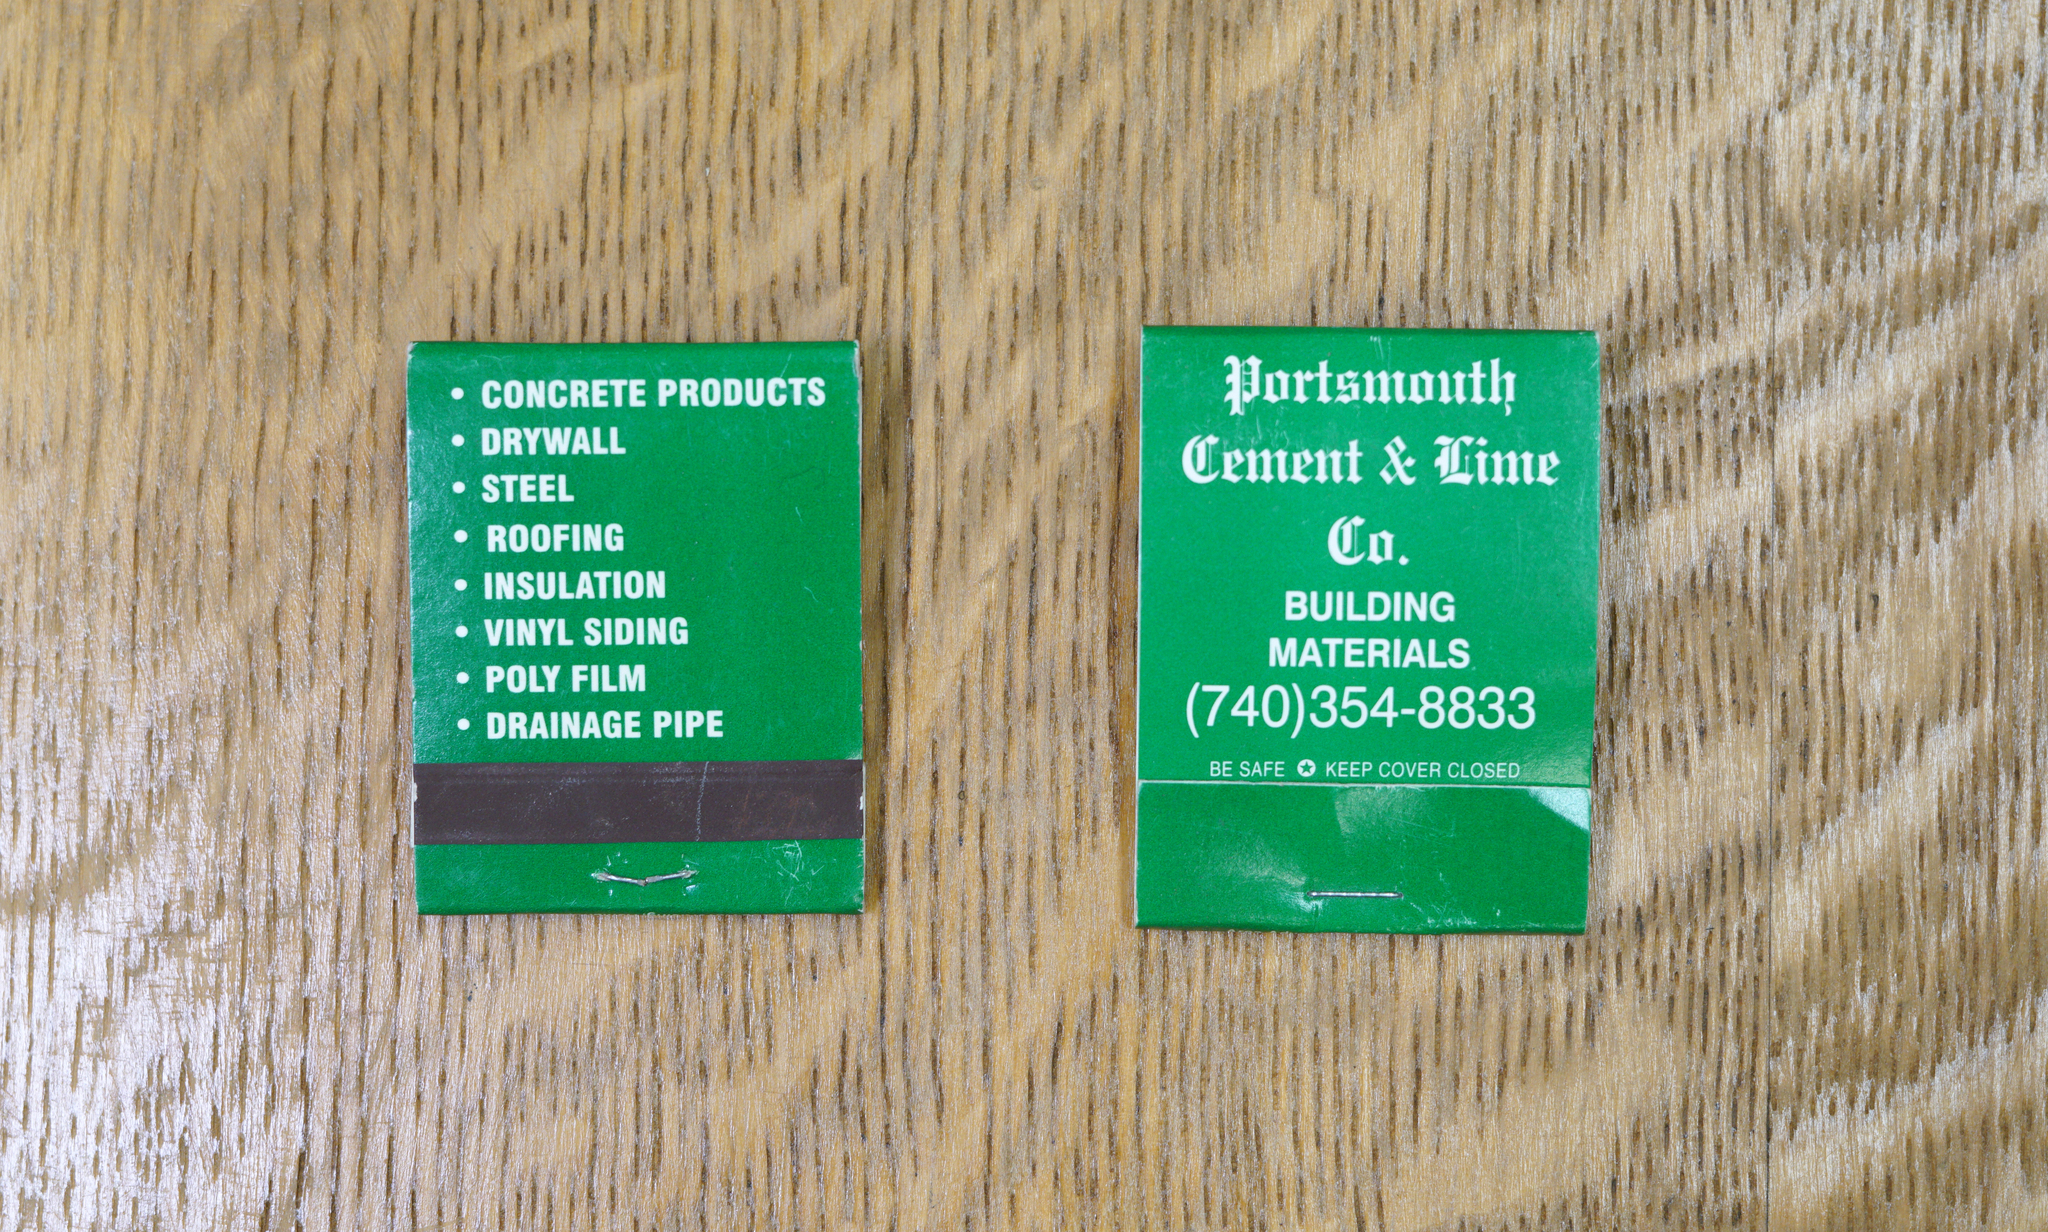 • CONCRETE PRODUCTS
• DRYWALL
• STEEL
• ROOFING
• INSULATION
• VINYL SIDING
• POLY FILM
• DRAINAGE PIPE
Portsmouth
Cement & Lime
Co.
BUILDING
MATERIALS
(740)354-8833
BE SAFE ✪ KEEP COVER CLOSED